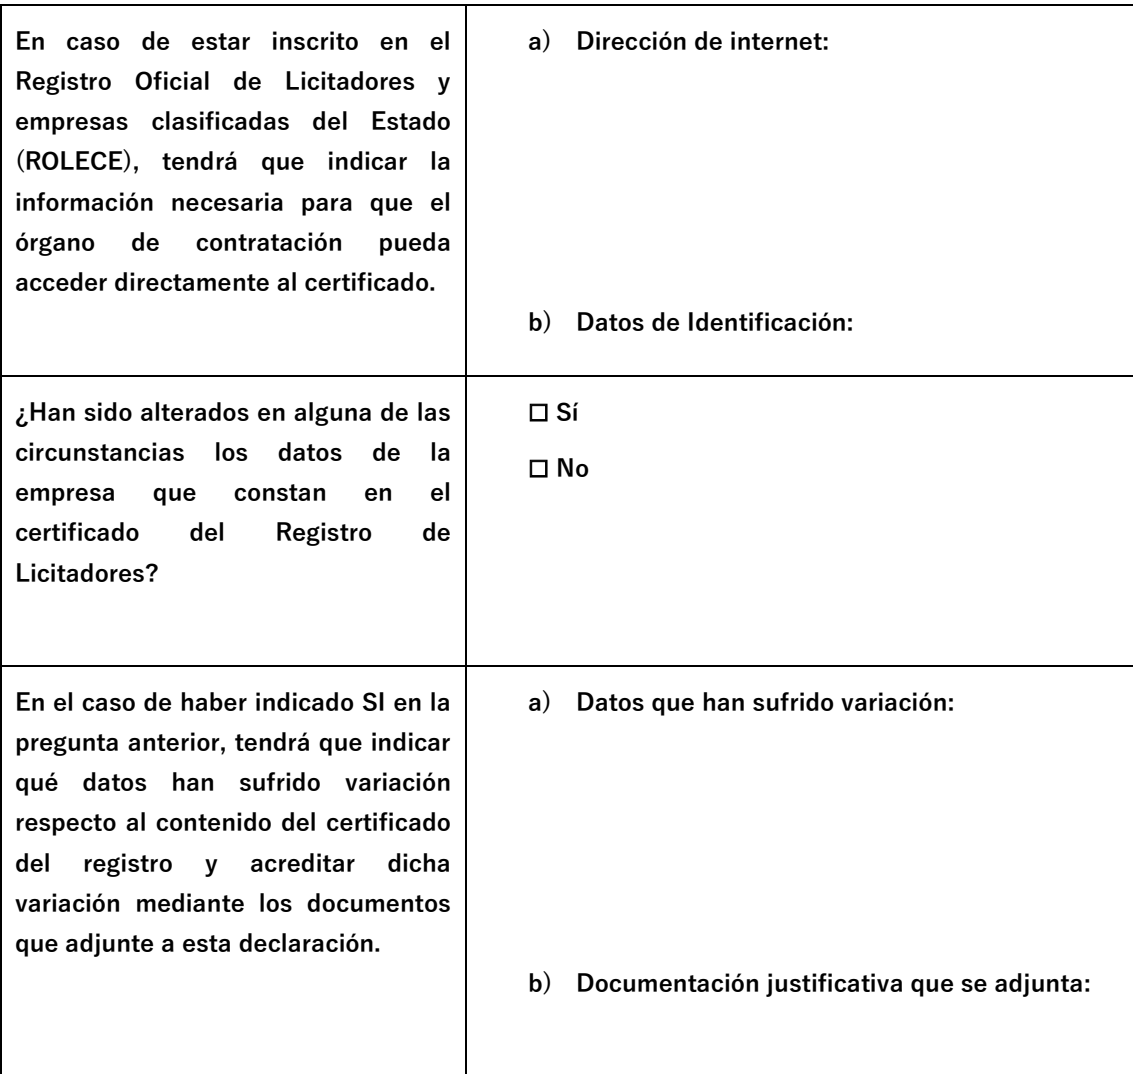 En caso de estar inscrito en el
Registro Oficial de Licitadores y
empresas clasificadas del Estado
(ROLECE), tendrá que indicar la
información necesaria para que el
órgano de contratación pueda
acceder directamente al certificado.
a) Dirección de internet:
b) Datos de Identificación:
¿Han sido alterados en alguna de las
circunstancias los datos de la
empresa que constan en el
certificado del Registro de
Licitadores?
☐ Sí
☐ No
En el caso de haber indicado SI en la
pregunta anterior, tendrá que indicar
qué datos han sufrido variación
respecto al contenido del certificado
del registro y acreditar dicha
variación mediante los documentos
que adjunte a esta declaración.
a) Datos que han sufrido variación:
b) Documentación justificativa que se adjunta: